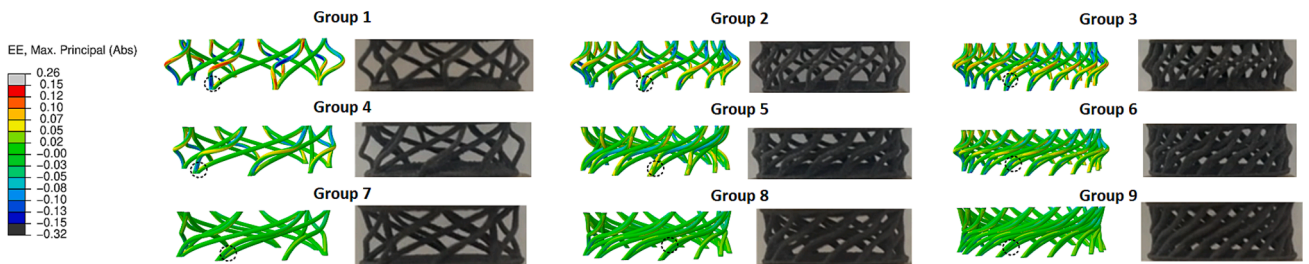 Group 1
Group 2
Group 3
EE, Max. Principal (Abs)
0.26
0.15
0.12
0.10
0.07
0.05
0.02
-0.00
-0.03
-0.05
-0.08
-0.10
-0.13
-0.15
-0.32
Group 4
Group 5
Group 6
Group 7
Group 8
Group 9